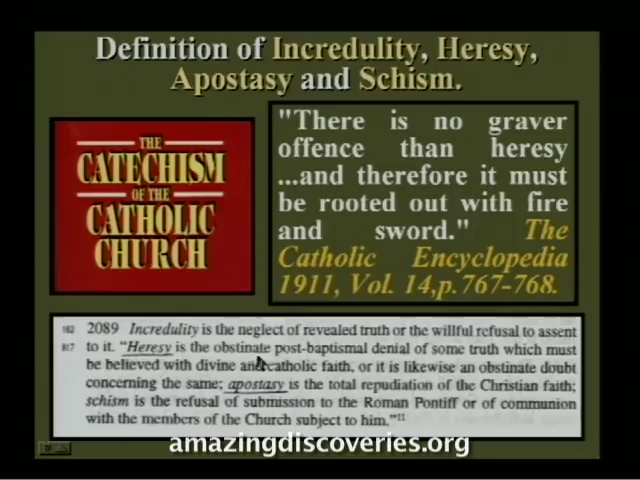 Definition of Incredulity, Heresy,
Apostasy and Schism.
THE
CATECHISM
OF THE
CATHOLIC
CHURCH
"There is no graver
offence than heresy
...and therefore it must
be rooted out with fire
and sword." The
Catholic Encyclopedia
1911, Vol. 14,p.767-768.
162 2089 Incredulity is the neglect of revealed truth or the willful refusal to assent
817 to it. "Heresy is the obstinate post-baptismal denial of some truth which must
be believed with divine and catholic faith, or it is likewise an obstinate doubt
concerning the same; apostasy is the total repudiation of the Christian faith;
schism is the refusal of submission to the Roman Pontiff or of communion
with the members of the Church subject to him."11
amazingdiscoveries.org